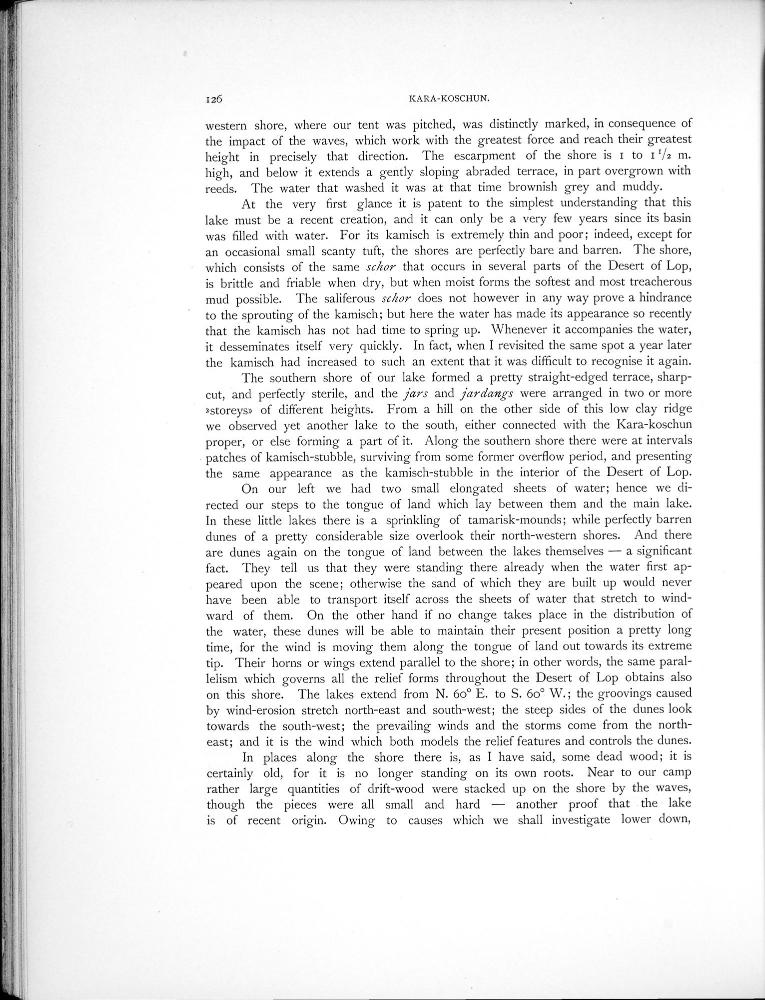 126 KARA-KOSCHUN.
western shore, where our tent was pitched, was distinctly marked, in consequence of
the impact of the waves, which work with the greatest force and reach their greatest
height in precisely that direction. The escarpment of the shore is 1 to 1 1/2 m.
high, and below it extends a gently sloping abraded terrace, in part overgrown with
reeds. The water that washed it was at that time brownish grey and muddy.
At the very first glance it is patent to the simplest understanding that this
lake must be a recent creation, and it can only be a very few years since its basin
was filled with water. For its kamisch is extremely thin and poor; indeed, except for
an occasional small scanty tuft, the shores are perfectly bare and barren. The shore,
which consists of the same schor that occurs in several parts of the Desert of Lop,
is brittle and friable when dry, but when moist forms the softest and most treacherous
mud possible. The saliferous schor does not however in any way prove a hindrance
to the sprouting of the kamisch; but here the water has made its appearance so recently
that the kamisch has not had time to spring up. Whenever it accompanies the water,
it desseminates itself very quickly. In fact, when I revisited the same spot a year later
the kamisch had increased to such an extent that it was difficult to recognise it again.
The southern shore of our lake formed a pretty straight-edged terrace, sharp-
cut, and perfectly sterile, and the jars and jardangs were arranged in two or more
»storeys» of different heights. From a hill on the other side of this low clay ridge
we observed yet another lake to the south, either connected with the Kara-koschun
proper, or else forming a part of it. Along the southern shore there were at intervals
patches of kamisch-stubble, surviving from some former overflow period, and presenting
the same appearance as the kamisch-stubble in the interior of the Desert of Lop.
On our left we had two small elongated sheets of water; hence we di-
rected our steps to the tongue of land which lay between them and the main lake.
In these little lakes there is a sprinkling of tamarisk-mounds; while perfectly barren
dunes of a pretty considerable size overlook their north-western shores. And there
are dunes again on the tongue of land between the lakes themselves — a significant
fact. They tell us that they were standing there already when the water first ap-
peared upon the scene; otherwise the sand of which they are built up would never
have been able to transport itself across the sheets of water that stretch to wind-
ward of them. On the other hand if no change takes place in the distribution of
the water, these dunes will be able to maintain their present position a pretty long
time, for the wind is moving them along the tongue of land out towards its extreme
tip. Their horns or wings extend parallel to the shore; in other words, the same paral-
lelism which governs all the relief forms throughout the Desert of Lop obtains also
on this shore. The lakes extend from N. 60° E. to S. 60° W.; the groovings caused
by wind-erosion stretch north-east and south-west; the steep sides of the dunes look
towards the south-west; the prevailing winds and the storms come from the north-
east; and it is the wind which both models the relief features and controls the dunes.
In places along the shore there is, as I have said, some dead wood; it is
certainly old, for it is no longer standing on its own roots. Near to our camp
rather large quantities of drift-wood were stacked up on the shore by the waves,
though the pieces were all small and hard — another proof that the lake
is of recent origin. Owing to causes which we shall investigate lower down,